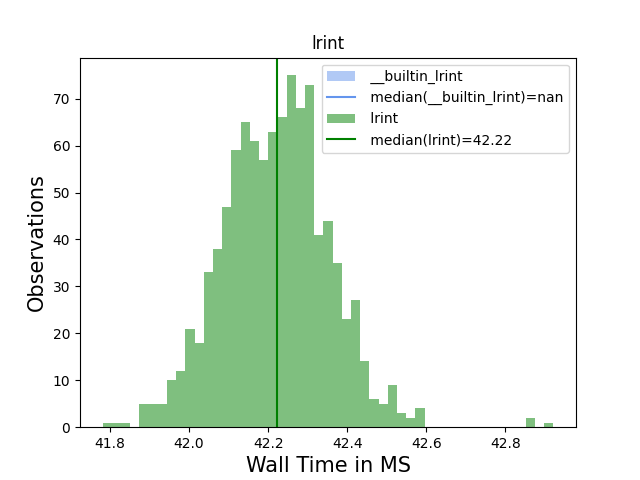 lrint
__builtin_lrint
median(__builtin_lrint)=nan
lrint
median(lrint)=42.22
Observations
70
60
50
40
30
20
10
0
41.8 42.0 42.2 42.4 42.6 42.8
Wall Time in MS